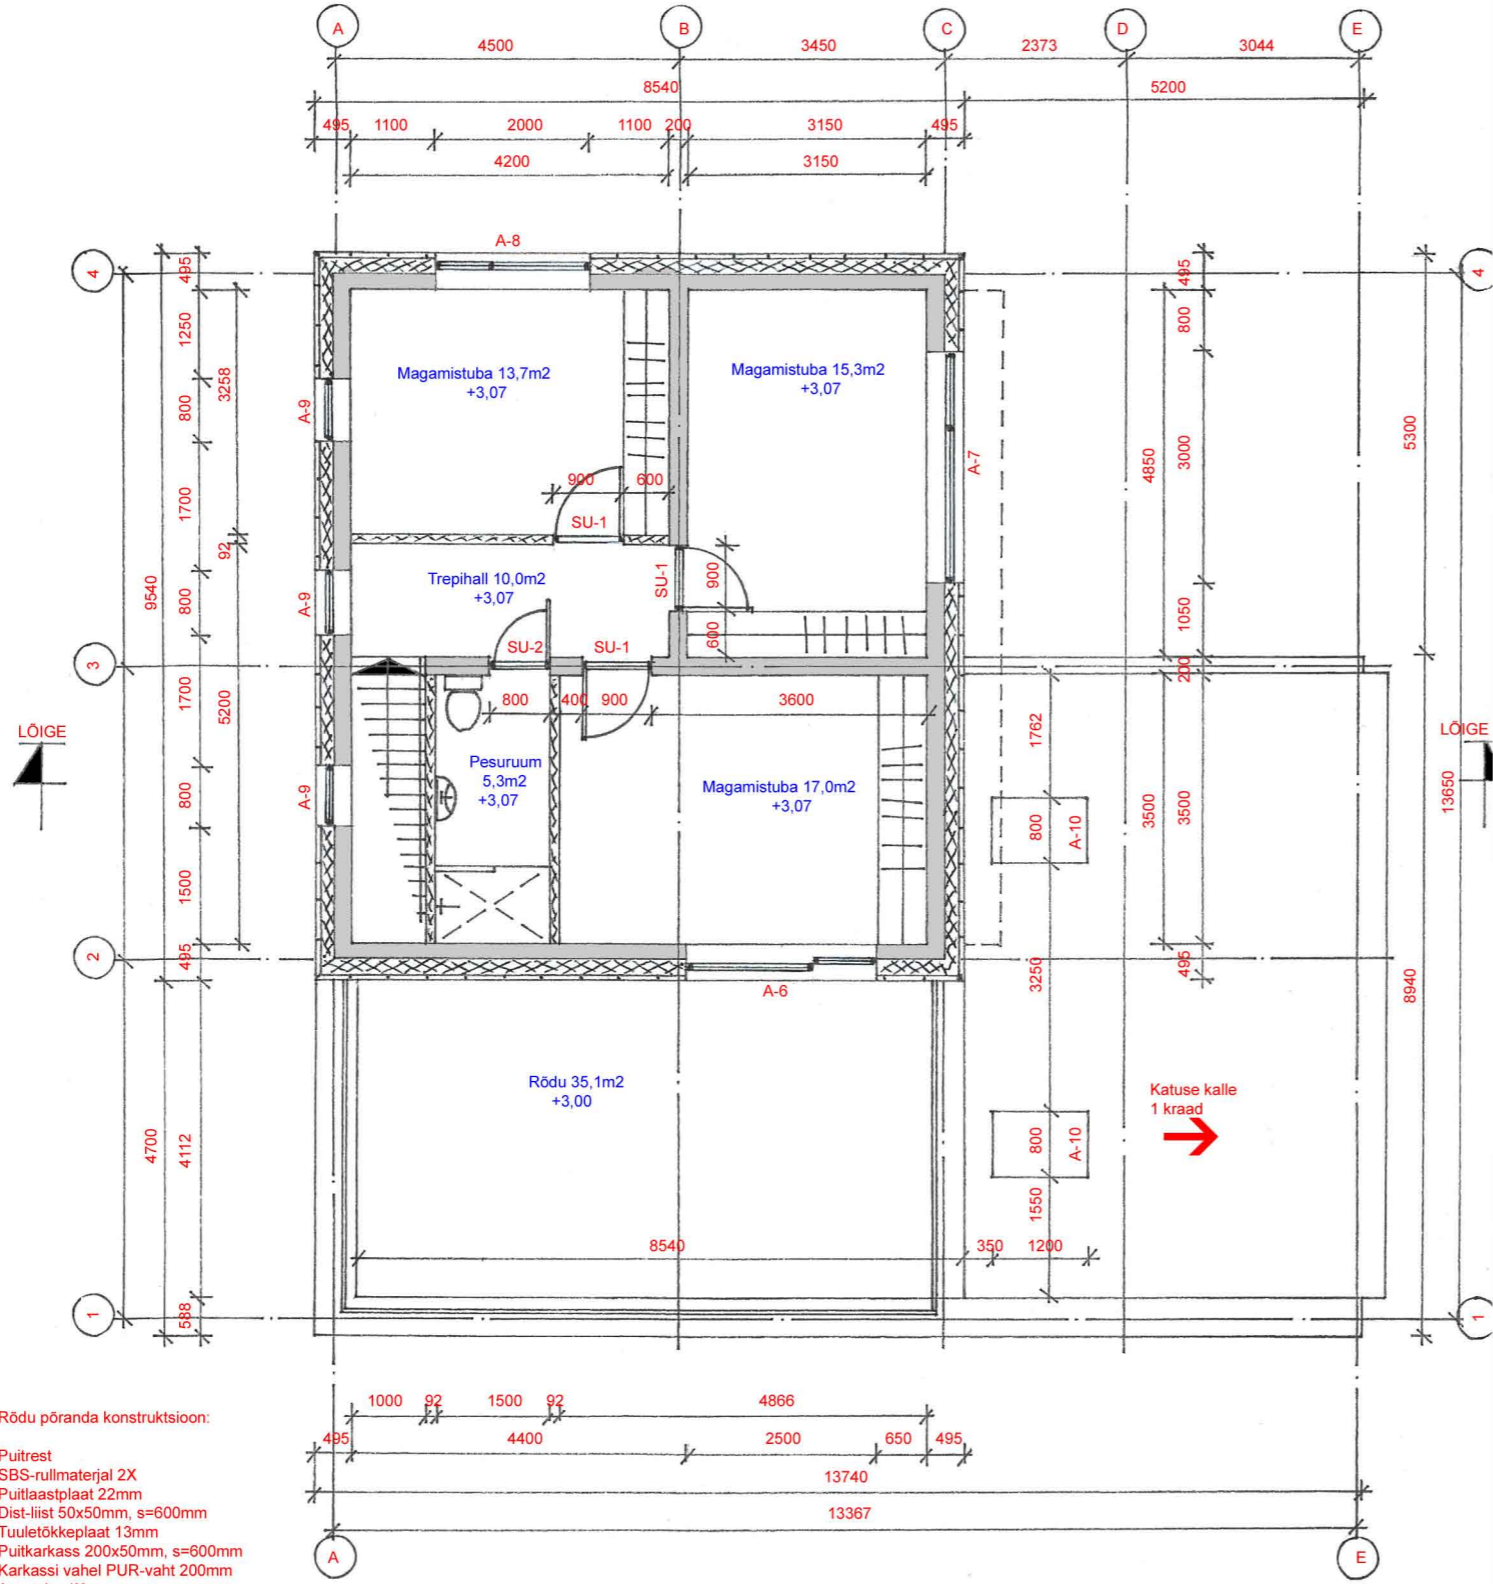 A B C D E
4500 3450 2373 3044
8540 5200
495 1100 2000 1100 200 3150 495
4200 3150
A-8
4 4
495 495
1250 800
Magamistuba 13,7m2
+3,07
Magamistuba 15,3m2
+3,07
3258
800
A-9
5300
4850
3000
A-7
1700
900 600
SU-1
92
9540
Trepihall 10,0m2
+3,07
800
A-9
SU-1
900
600
1050
SU-2 SU-1
3
200
1700
5200
800 400 900 3600
1762
LÕIGE LÕIGE
Pesuruum
5,3m2
+3,07
Magamistuba 17,0m2
+3,07
800
A-9
800
A-10
3500
3500
13650
1500
495
2
A-6
3250
495
8940
Rõdu 35,1m2
+3,00
Katuse kalle
1 kraad
4700
4112
800
A-10
1550
8540 350 1200
588
1 1
1000 92 1500 92 4866
495 4400 2500 650 495
13740
13367
A E
Rõdu põranda konstruktsioon:
Puitrest
SBS-rullmaterjal 2X
Puitlaastplaat 22mm
Dist-liist 50x50mm, s=600mm
Tuuletõkkeplaat 13mm
Puitkarkass 200x50mm, s=600mm
Karkassi vahel PUR-vaht 200mm